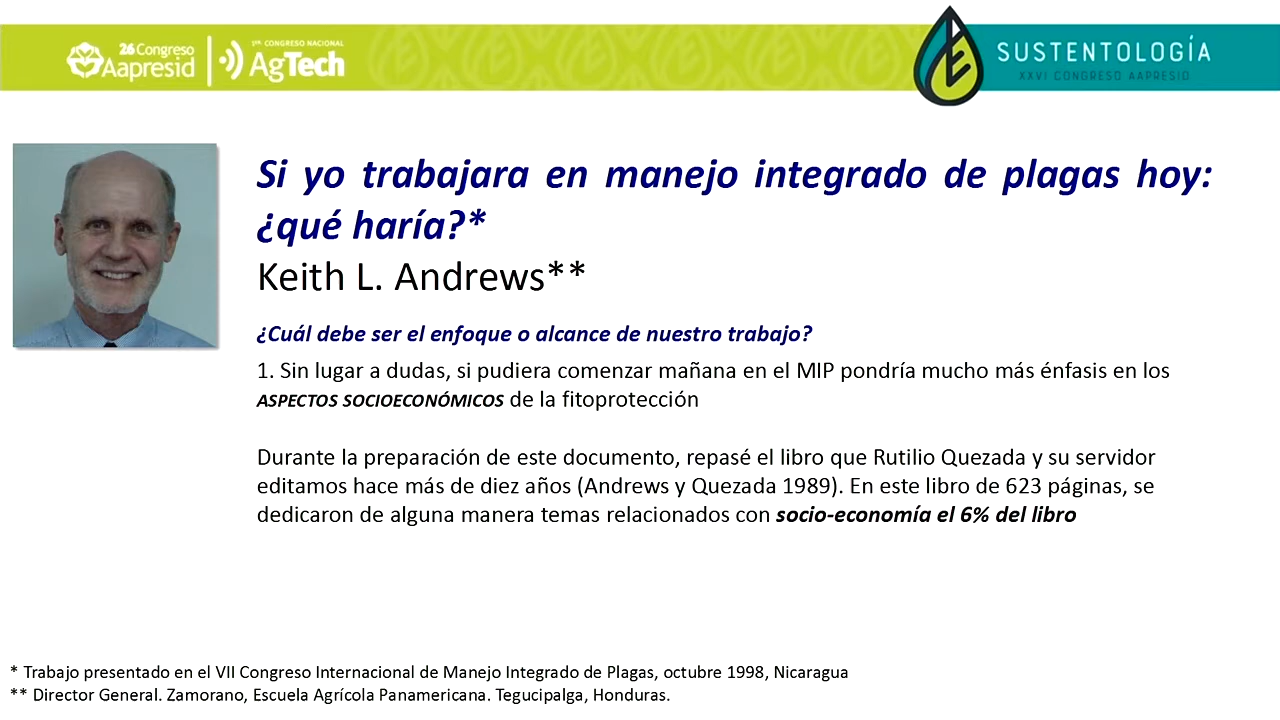 26 Congreso
Aapresid
1ER. CONGRESO NACIONAL
AgTech
SUSTENTOLOGÍA
XXVI CONGRESO AAPRESID
Si yo trabajara en manejo integrado de plagas hoy:
¿qué haría?*
Keith L. Andrews**
¿Cuál debe ser el enfoque o alcance de nuestro trabajo?
1. Sin lugar a dudas, si pudiera comenzar mañana en el MIP pondría mucho más énfasis en los
ASPECTOS SOCIOECONÓMICOS de la fitoprotección
Durante la preparación de este documento, repasé el libro que Rutilio Quezada y su servidor
editamos hace más de diez años (Andrews y Quezada 1989). En este libro de 623 páginas, se
dedicaron de alguna manera temas relacionados con socio-economía el 6% del libro
* Trabajo presentado en el VII Congreso Internacional de Manejo Integrado de Plagas, octubre 1998, Nicaragua
** Director General. Zamorano, Escuela Agrícola Panamericana. Tegucipalga, Honduras.